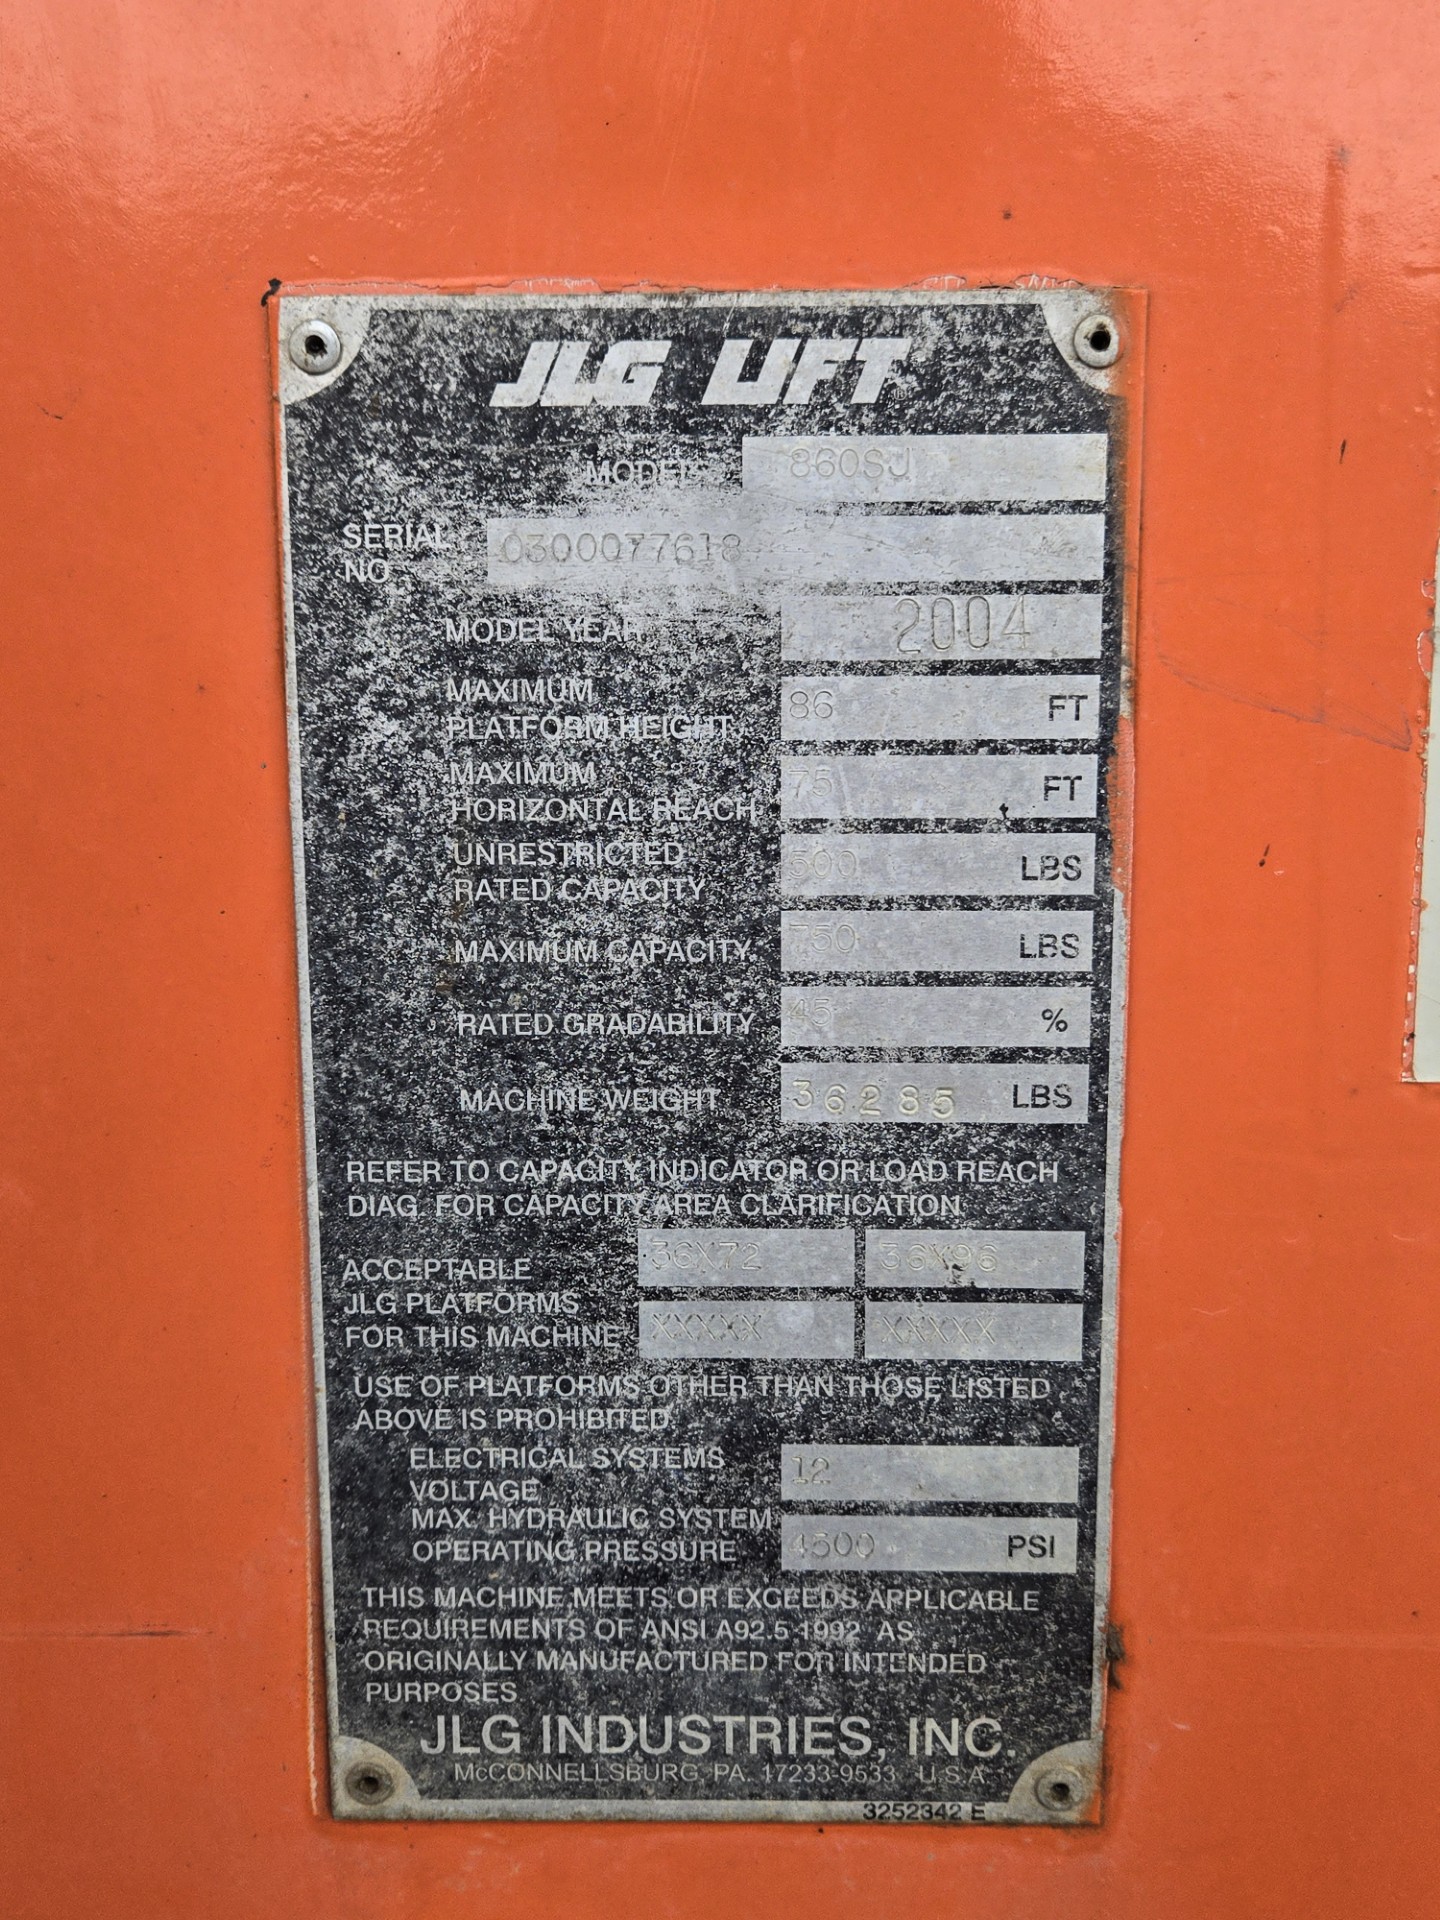 JLG LIFT®
MODEL 860SJ
SERIAL NO 0300077618
MODEL YEAR 2004
MAXIMUM
PLATFORM HEIGHT 86 FT
MAXIMUM
HORIZONTAL REACH 75 FT
UNRESTRICTED
RATED CAPACITY 500 LBS
MAXIMUM CAPACITY 750 LBS
RATED GRADABILITY 45 %
MACHINE WEIGHT 36285 LBS
REFER TO CAPACITY INDICATOR OR LOAD REACH
DIAG. FOR CAPACITY AREA CLARIFICATION
ACCEPTABLE
JLG PLATFORMS
FOR THIS MACHINE
36X72 36X96
XXXXX XXXXX
USE OF PLATFORMS OTHER THAN THOSE LISTED
ABOVE IS PROHIBITED.
ELECTRICAL SYSTEMS
VOLTAGE 12
MAX. HYDRAULIC SYSTEM
OPERATING PRESSURE 4500 PSI
THIS MACHINE MEETS OR EXCEEDS APPLICABLE
REQUIREMENTS OF ANSI A92.5 1992 AS
ORIGINALLY MANUFACTURED FOR INTENDED
PURPOSES
JLG INDUSTRIES, INC.
McCONNELLSBURG, PA. 17233-9533 U.S.A.
3252342 E